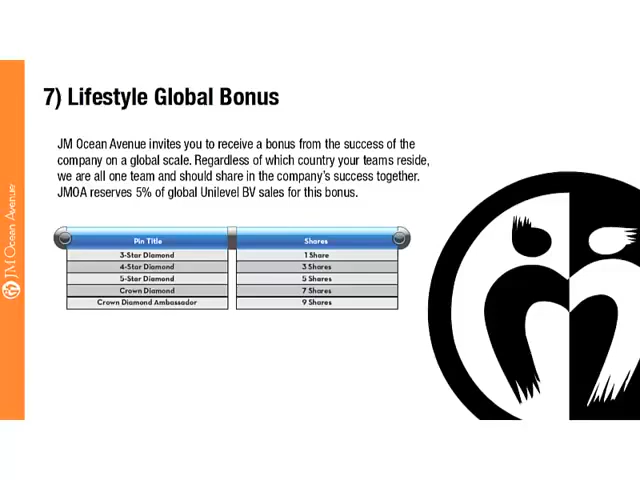 7) Lifestyle Global Bonus
JM Ocean Avenue invites you to receive a bonus from the success of the
company on a global scale. Regardless of which country your teams reside,
we are all one team and should share in the company's success together.
JMOA reserves 5% of global Unilevel BV sales for this bonus.
Pin Title Shares
3-Star Diamond 1 Share
4-Star Diamond 3 Shares
5-Star Diamond 5 Shares
Crown Diamond 7 Shares
Crown Diamond Ambassador 9 Shares
JM Ocean Avenue